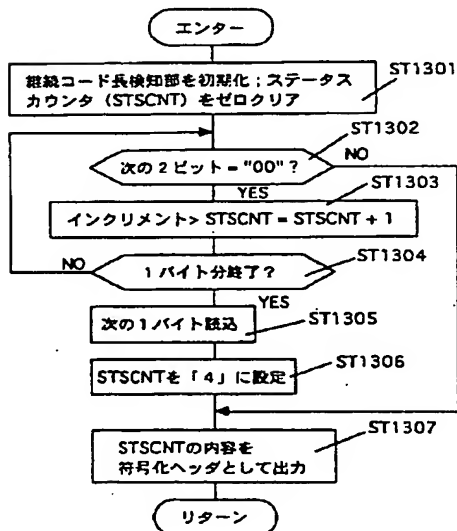 エンター
継続コード長検知部を初期化；ステータス
カウンタ（STSCNT）をゼロクリア
ST1301
ST1302
次の2ビット="00"？
NO
YES
ST1303
インクリメント> STSCNT = STSCNT + 1
ST1304
NO
1バイト分終了？
YES
次の1バイト読込
ST1305
STSCNTを「4」に設定
ST1306
ST1307
STSCNTの内容を
符号化ヘッダとして出力
リターン